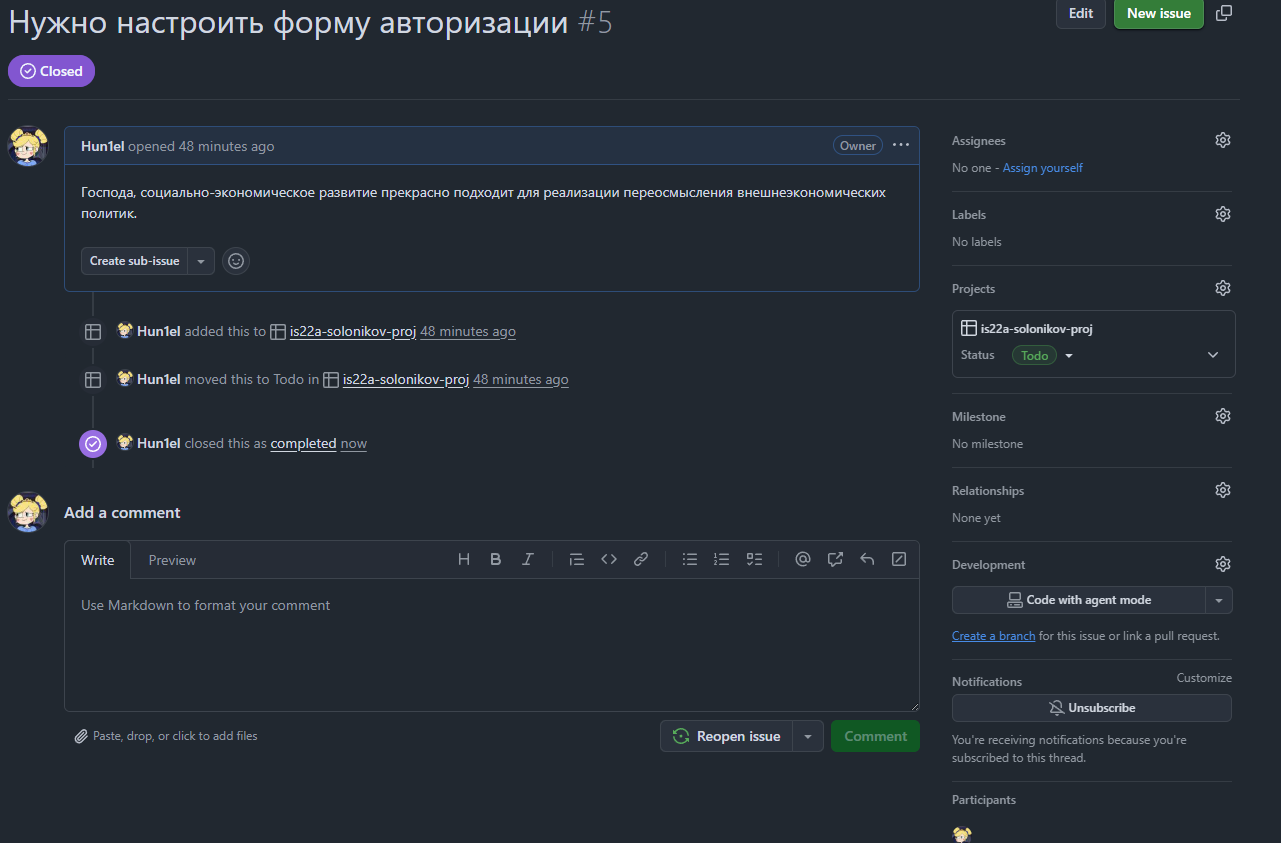 Нужно настроить форму авторизации #5
Edit
New issue
Closed
Hun1el opened 48 minutes ago
Owner
Господа, социально-экономическое развитие прекрасно подходит для реализации переосмысления внешнеэкономических
политик.
Create sub-issue
Hun1el added this to is22a-solonikov-proj 48 minutes ago
Hun1el moved this to Todo in is22a-solonikov-proj 48 minutes ago
Hun1el closed this as completed now
Add a comment
Write
Preview
Use Markdown to format your comment
Paste, drop, or click to add files
Reopen issue
Comment
Assignees
No one - Assign yourself
Labels
No labels
Projects
is22a-solonikov-proj
Status Todo
Milestone
No milestone
Relationships
None yet
Development
Code with agent mode
Create a branch for this issue or link a pull request.
Notifications
Customize
Unsubscribe
You're receiving notifications because you're
subscribed to this thread.
Participants